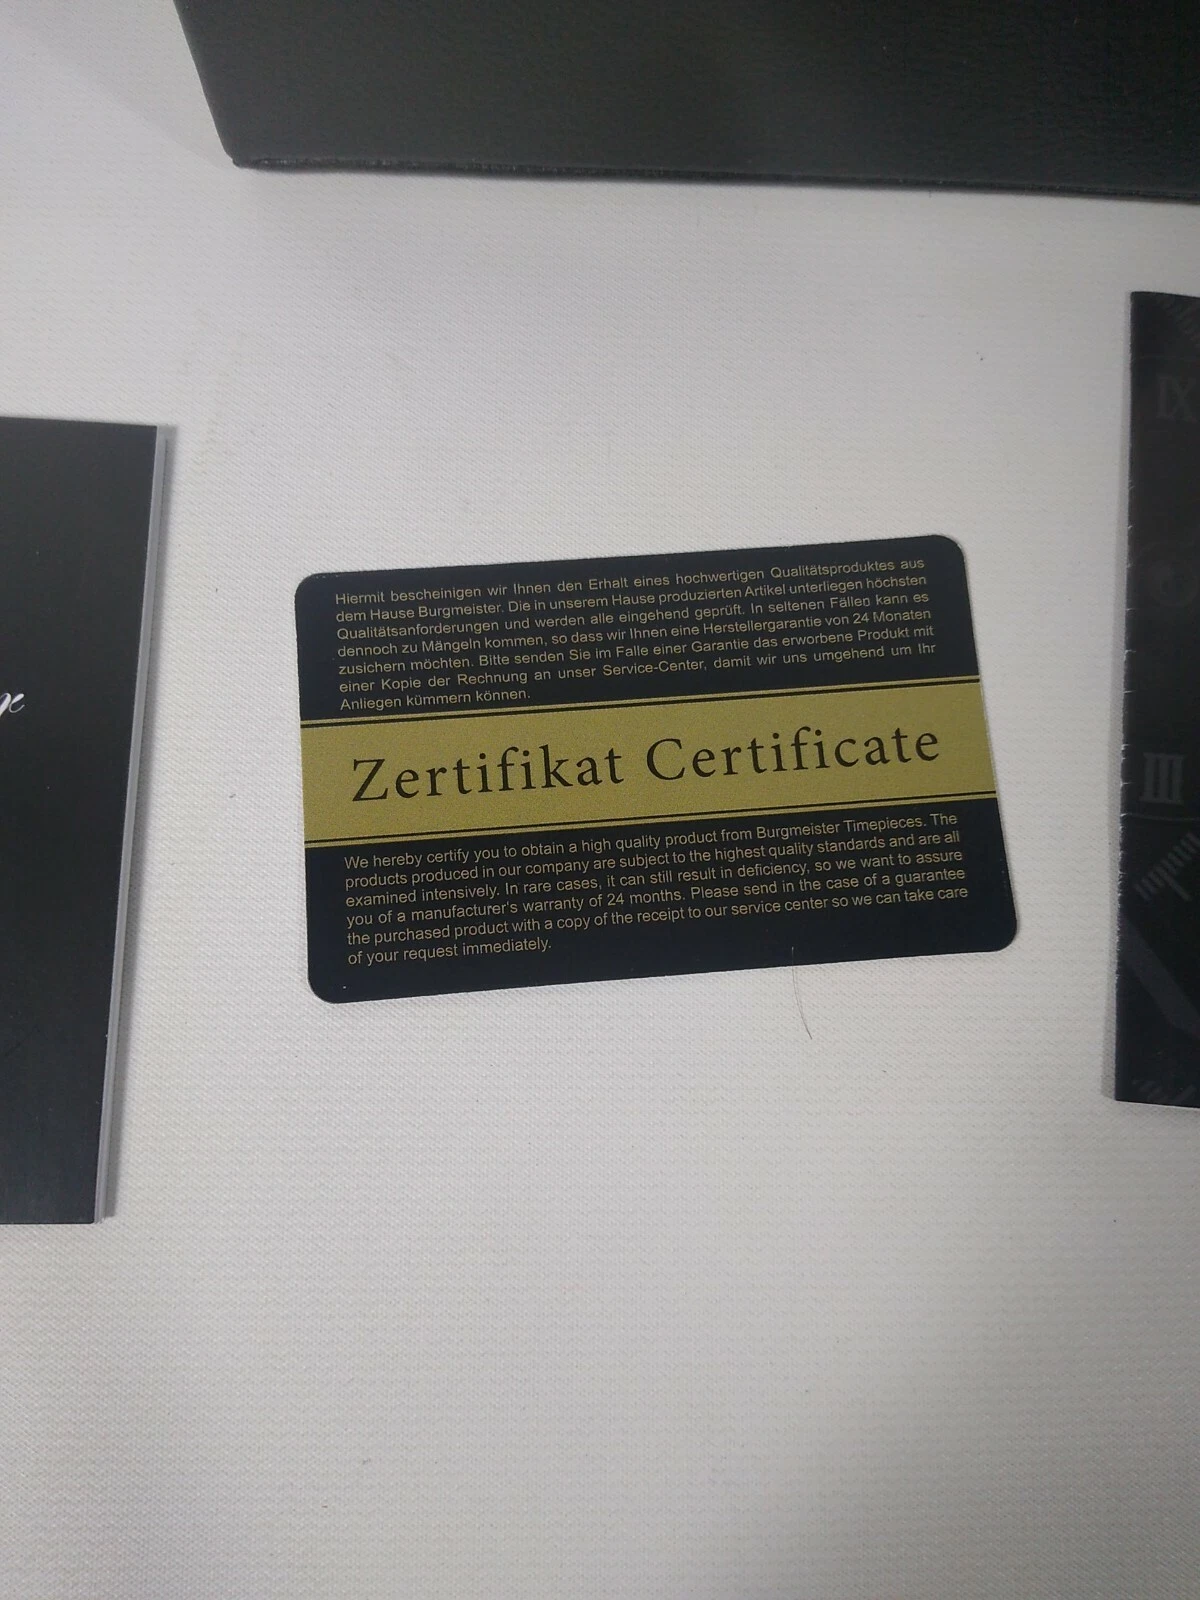 Hiermit bescheinigen wir Ihnen den Erhalt eines hochwertigen Qualitätsproduktes aus
dem Hause Burgmeister. Die in unserem Hause produzierten Artikel unterliegen höchsten
Qualitätsanforderungen und werden alle eingehend geprüft. In seltenen Fällen kann es
dennoch zu Mängeln kommen, so dass wir Ihnen eine Herstellergarantie von 24 Monaten
zusichern möchten. Bitte senden Sie im Falle einer Garantie das erworbene Produkt mit
einer Kopie der Rechnung an unser Service-Center, damit wir uns umgehend um Ihr
Anliegen kümmern können.
Zertifikat Certificate
We hereby certify you to obtain a high quality product from Burgmeister Timepieces. The
products produced in our company are subject to the highest quality standards and are all
examined intensively. In rare cases, it can still result in deficiency, so we want to assure
you of a manufacturer's warranty of 24 months. Please send in the case of a guarantee
the purchased product with a copy of the receipt to our service center so we can take care
of your request immediately.
IX
III